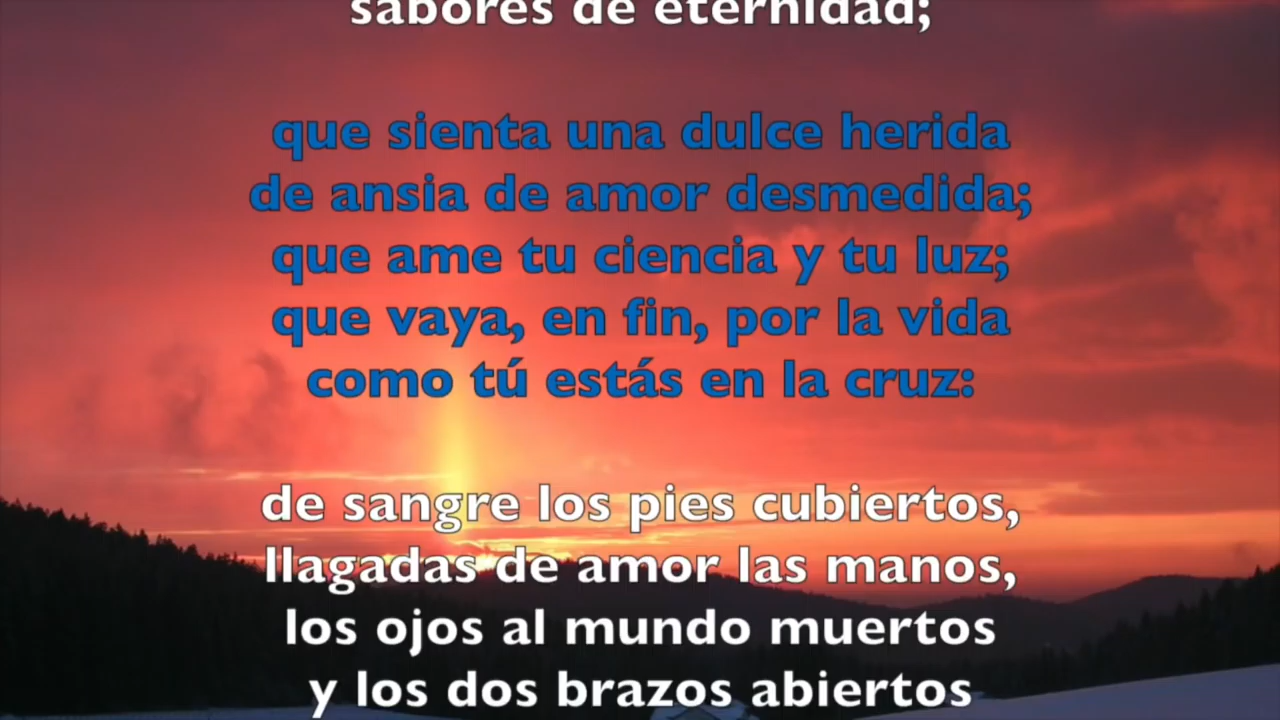 sabores de eternidad;
que sienta una dulce herida
de ansia de amor desmedida;
que ame tu ciencia y tu luz;
que vaya, en fin, por la vida
como tú estás en la cruz:
de sangre los pies cubiertos,
llagadas de amor las manos,
los ojos al mundo muertos
y los dos brazos abiertos